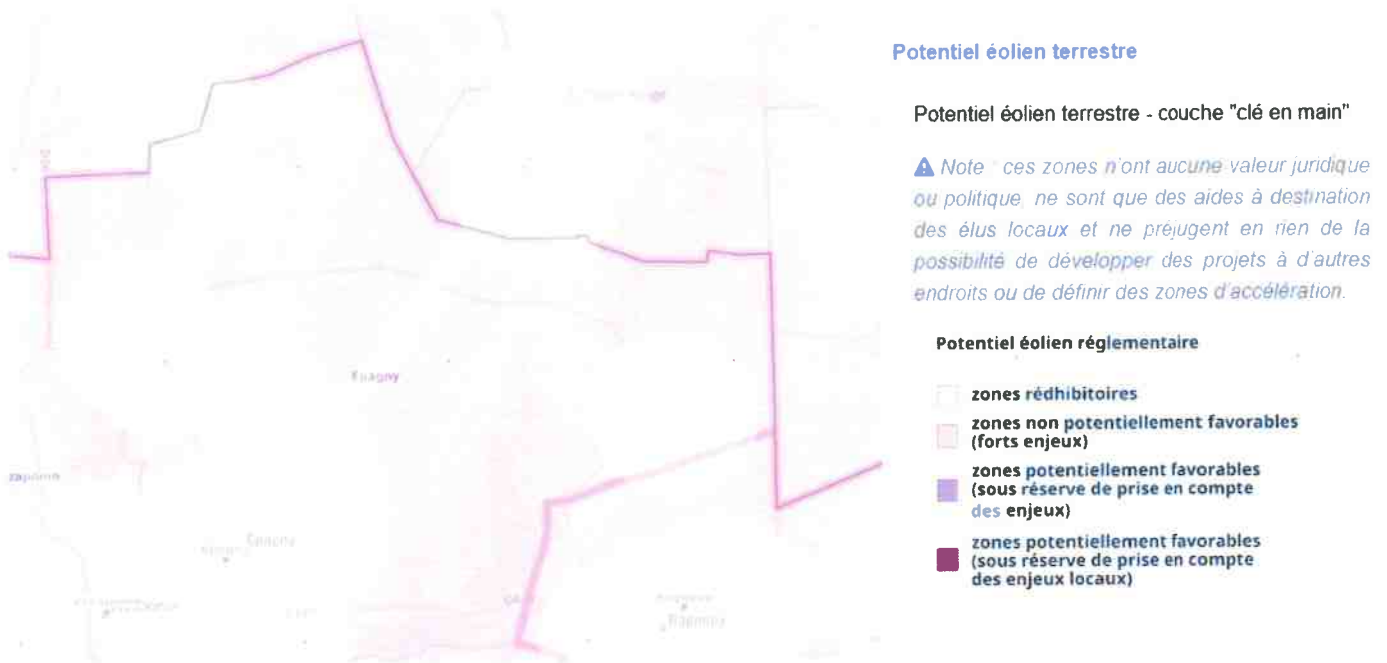 Potentiel éolien terrestre
Potentiel éolien terrestre - couche "clé en main"
Note ces zones n'ont aucune valeur juridique
ou politique, ne sont que des aides à destination
des élus locaux et ne préjugent en rien de la
possibilité de développer des projets à d'autres
endroits ou de définir des zones d'accélération.
Potentiel éolien réglementaire
zones rédhibitoires
zones non potentiellement favorables
(forts enjeux)
zones potentiellement favorables
(sous réserve de prise en compte
des enjeux)
zones potentiellement favorables
(sous réserve de prise en compte
des enjeux locaux)